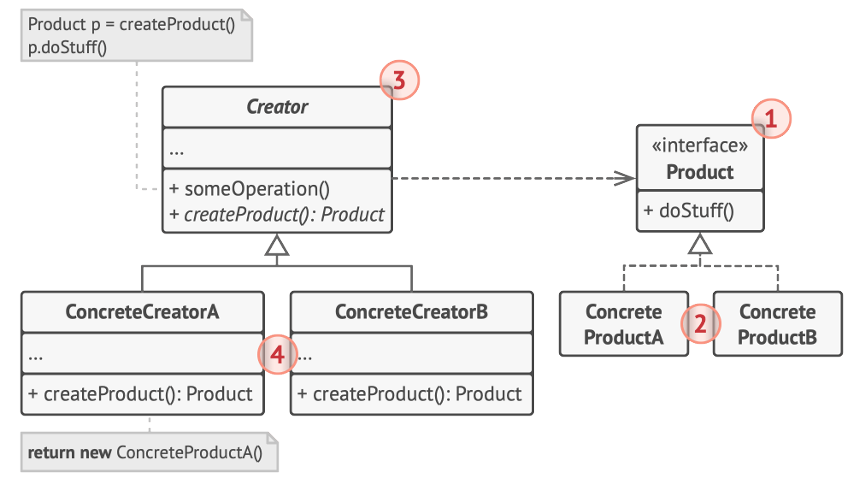 Product p = createProduct()
p.doStuff()
3
Creator
...
+ someOperation()
+ createProduct(): Product
1
«interface»
Product
+ doStuff()
ConcreteCreatorA
...
+ createProduct(): Product
4
ConcreteCreatorB
...
+ createProduct(): Product
Concrete
ProductA
2
Concrete
ProductB
return new ConcreteProductA()